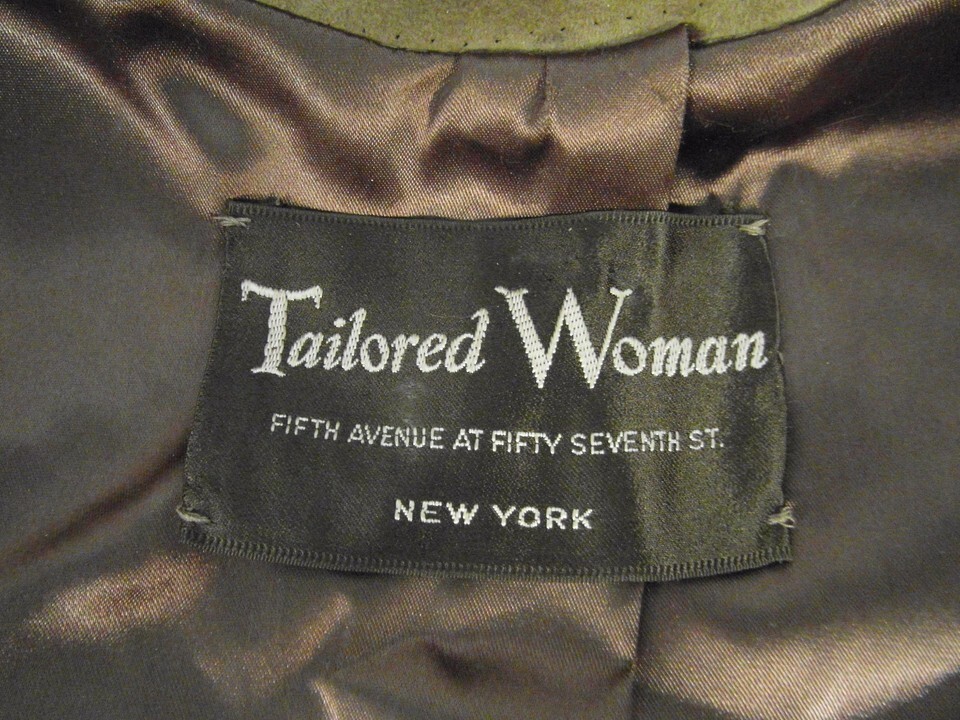 Tailored Woman
FIFTH AVENUE AT FIFTY SEVENTH ST.
NEW YORK